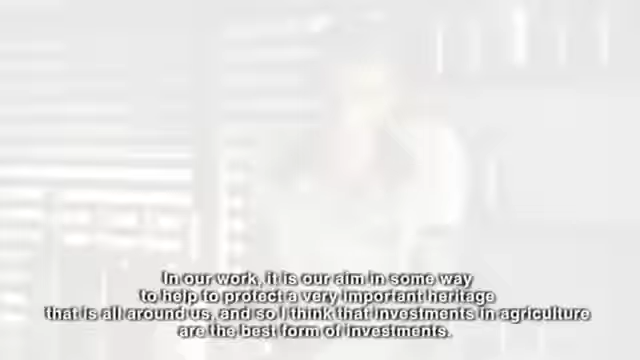 In our work, it is our aim in some way
to help to protect a very important heritage
that is all around us, and so I think that investments in agriculture
are the best form of investments.